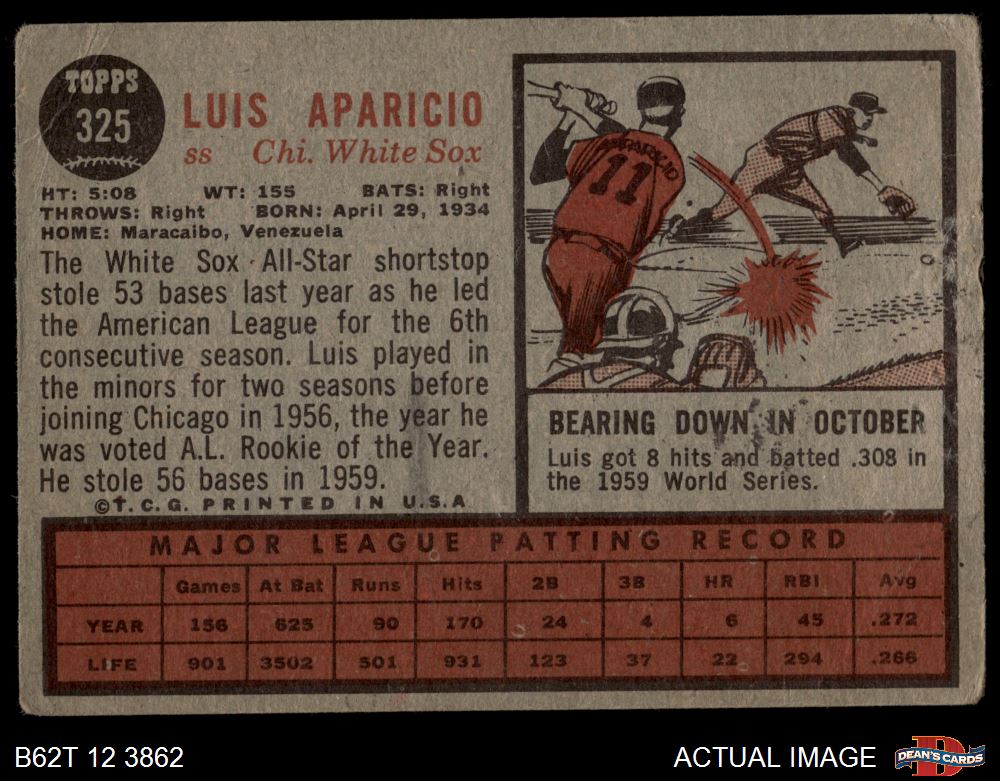 TOPPS
325
LUIS APARICIO
ss Chi. White Sox
HT: 5:08 WT: 155 BATS: Right
THROWS: Right BORN: April 29, 1934
HOME: Maracaibo, Venezuela
The White Sox All-Star shortstop
stole 53 bases last year as he led
the American League for the 6th
consecutive season. Luis played in
the minors for two seasons before
joining Chicago in 1956, the year he
was voted A.L. Rookie of the Year.
He stole 56 bases in 1959.
©T.C.G. PRINTED IN U.S.A
APARICIO
11
BEARING DOWN IN OCTOBER
Luis got 8 hits and batted .308 in
the 1959 World Series.
MAJOR LEAGUE PATTING RECORD
Games At Bat Runs Hits 2B 3B HR RBI Avg
YEAR 156 625 90 170 24 4 6 45 .272
LIFE 901 3502 501 931 123 37 22 294 .266
B62T 12 3862
ACTUAL IMAGE
D
DEAN'S CARDS